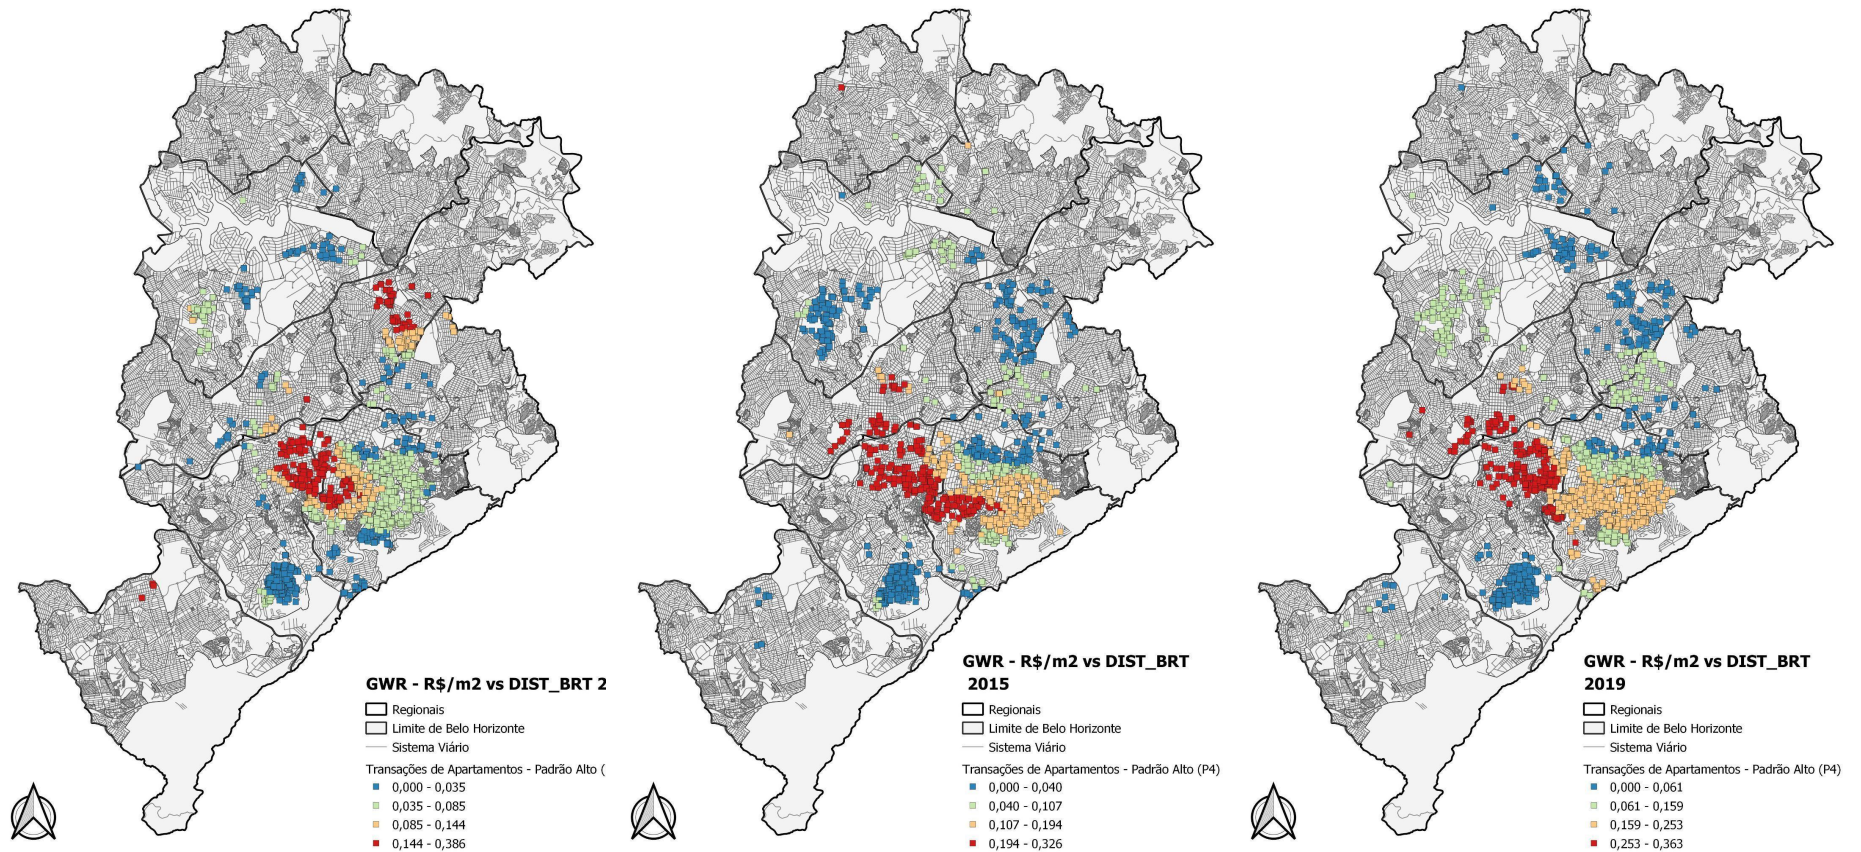 GWR - R$/m2 vs DIST_BRT 2
Regionais
Limite de Belo Horizonte
Sistema Viário
Transações de Apartamentos - Padrão Alto (
0,000 - 0,035
0,035 - 0,085
0,085 - 0,144
0,144 - 0,386
GWR - R$/m2 vs DIST_BRT
2015
Regionais
Limite de Belo Horizonte
Sistema Viário
Transações de Apartamentos - Padrão Alto (P4)
0,000 - 0,040
0,040 - 0,107
0,107 - 0,194
0,194 - 0,326
GWR - R$/m2 vs DIST_BRT
2019
Regionais
Limite de Belo Horizonte
Sistema Viário
Transações de Apartamentos - Padrão Alto (P4)
0,000 - 0,061
0,061 - 0,159
0,159 - 0,253
0,253 - 0,363